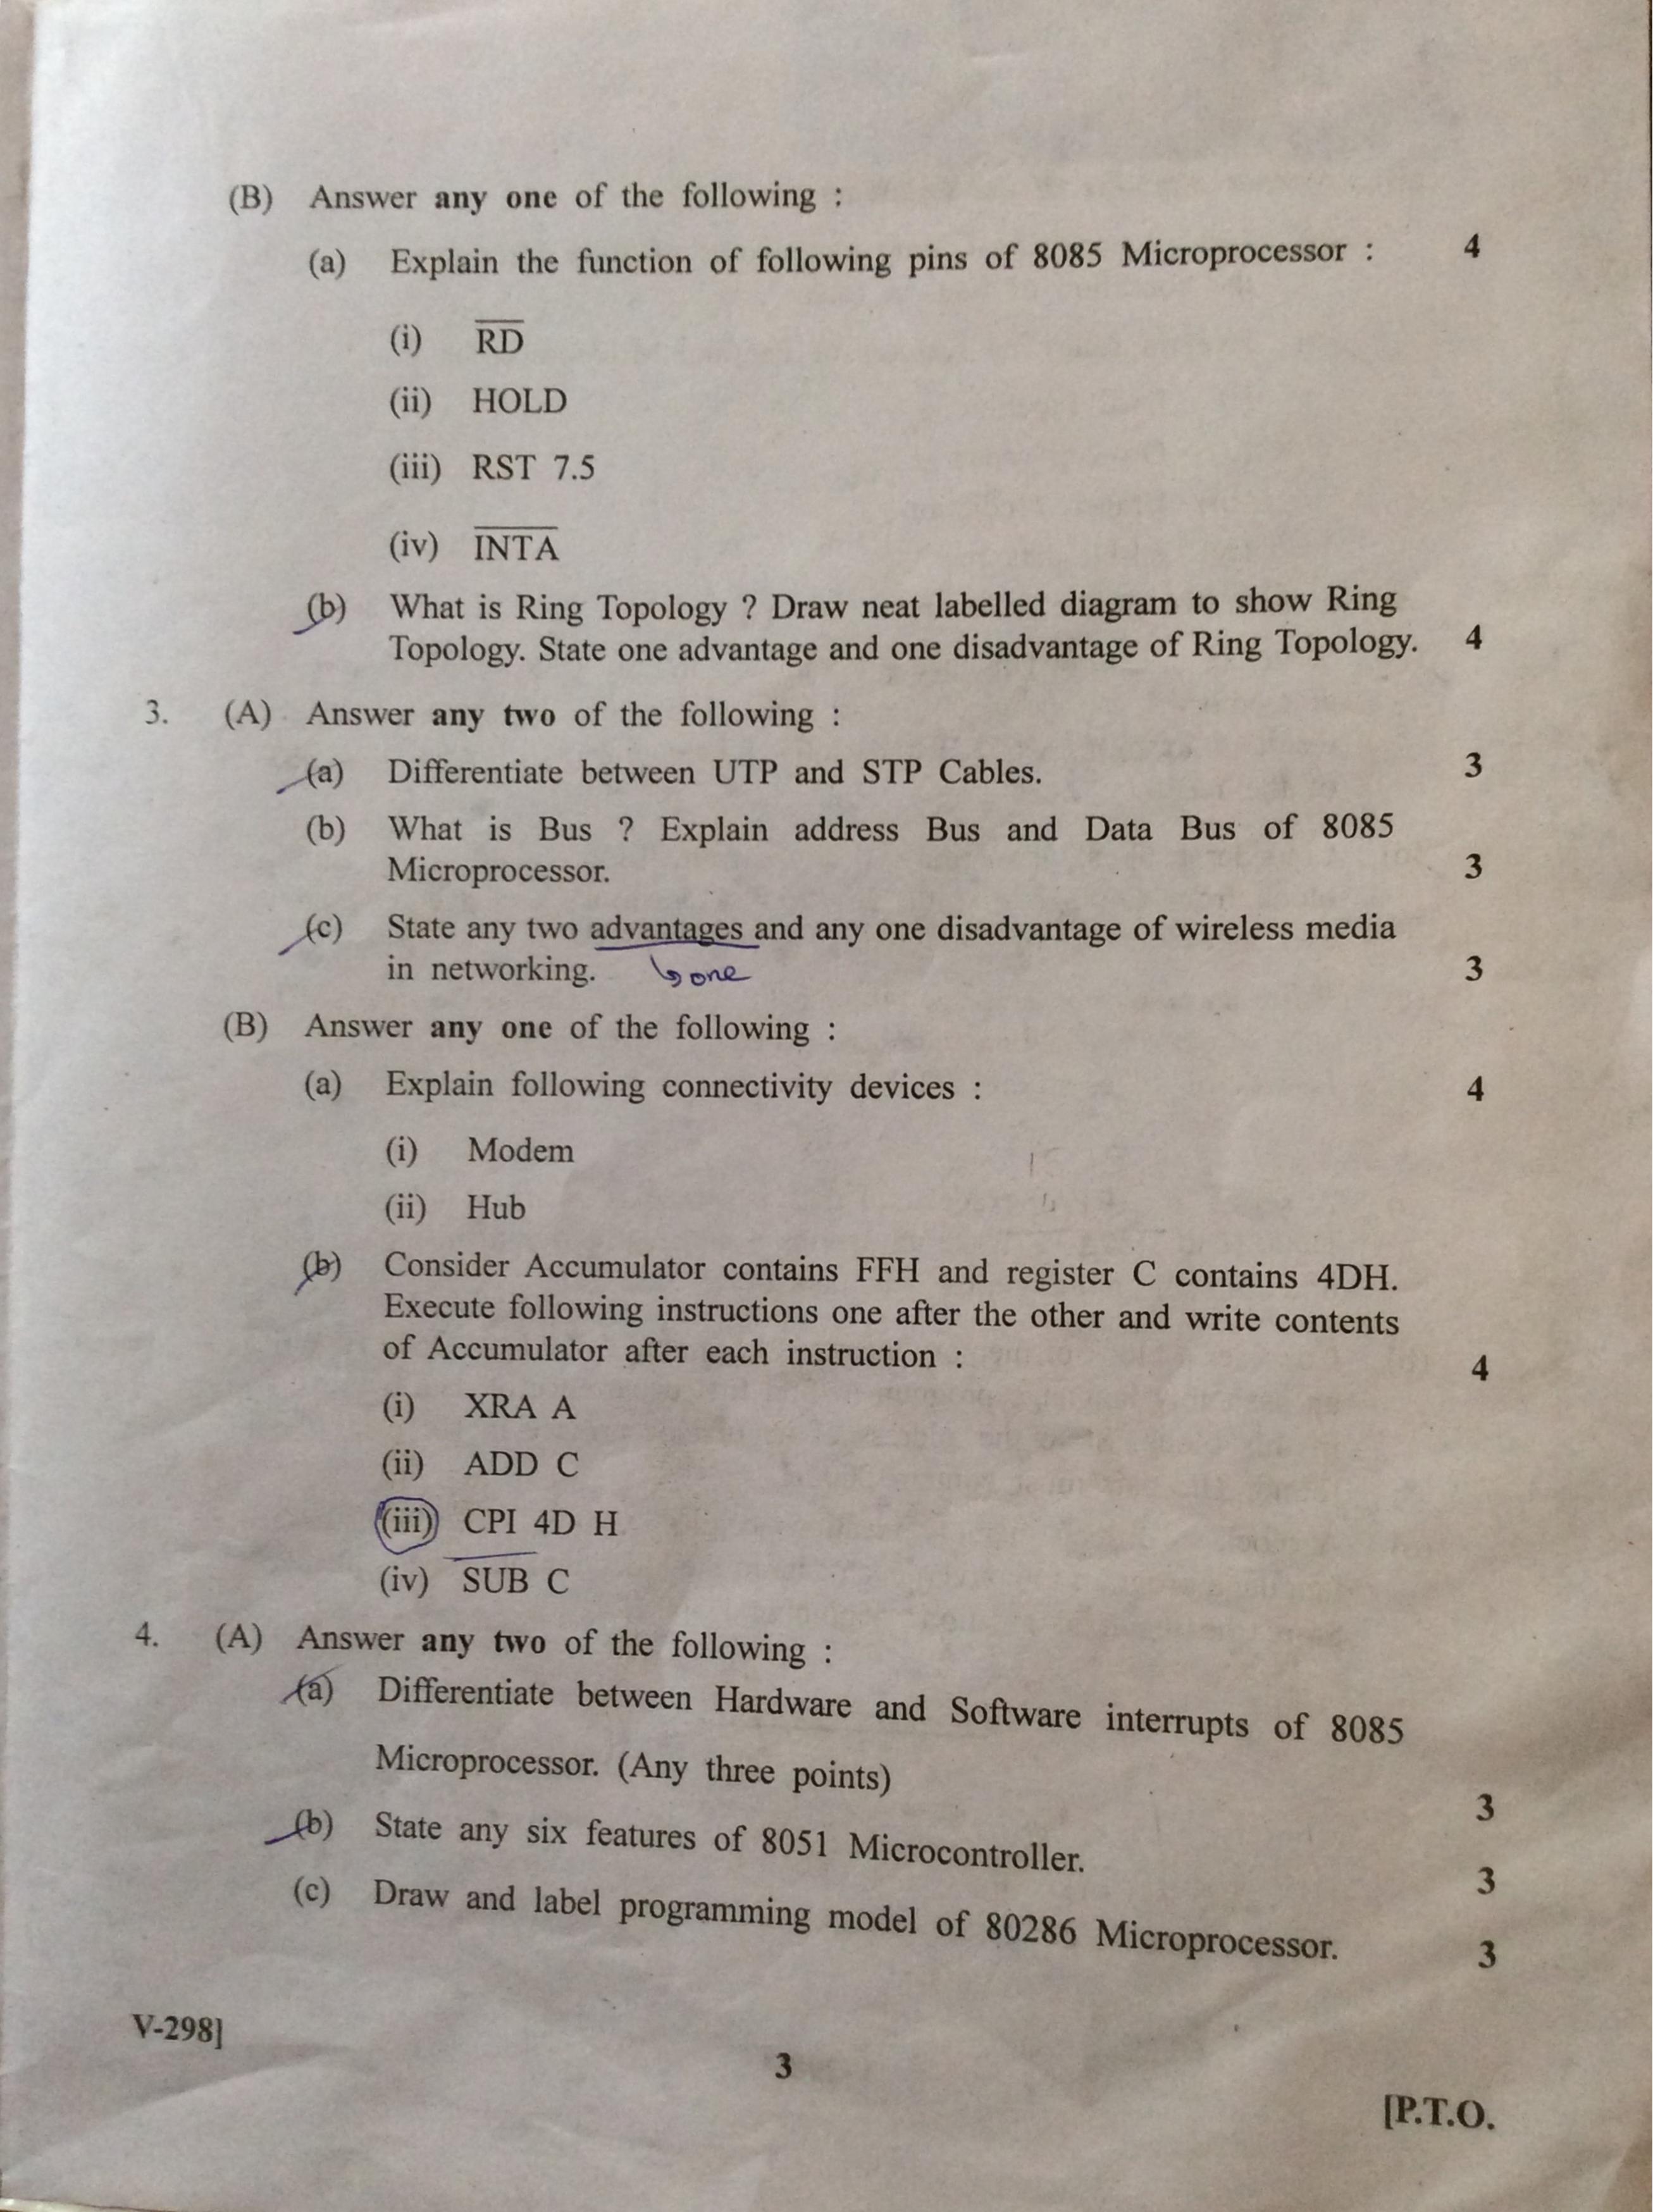 (B) Answer any one of the following :
(a) Explain the function of following pins of 8085 Microprocessor : 4
(i) R̅D̅
(ii) HOLD
(iii) RST 7.5
(iv) I̅N̅T̅A̅
(b) What is Ring Topology ? Draw neat labelled diagram to show Ring
Topology. State one advantage and one disadvantage of Ring Topology. 4
3. (A) Answer any two of the following :
(a) Differentiate between UTP and STP Cables. 3
(b) What is Bus ? Explain address Bus and Data Bus of 8085
Microprocessor. 3
(c) State any two advantages and any one disadvantage of wireless media
in networking. ↳ one 3
(B) Answer any one of the following :
(a) Explain following connectivity devices : 4
(i) Modem
(ii) Hub
(b) Consider Accumulator contains FFH and register C contains 4DH.
Execute following instructions one after the other and write contents
of Accumulator after each instruction : 4
(i) XRA A
(ii) ADD C
(iii) CPI 4D H
(iv) SUB C
4. (A) Answer any two of the following :
(a) Differentiate between Hardware and Software interrupts of 8085
Microprocessor. (Any three points) 3
(b) State any six features of 8051 Microcontroller. 3
(c) Draw and label programming model of 80286 Microprocessor. 3
V-298]
3
[P.T.O.